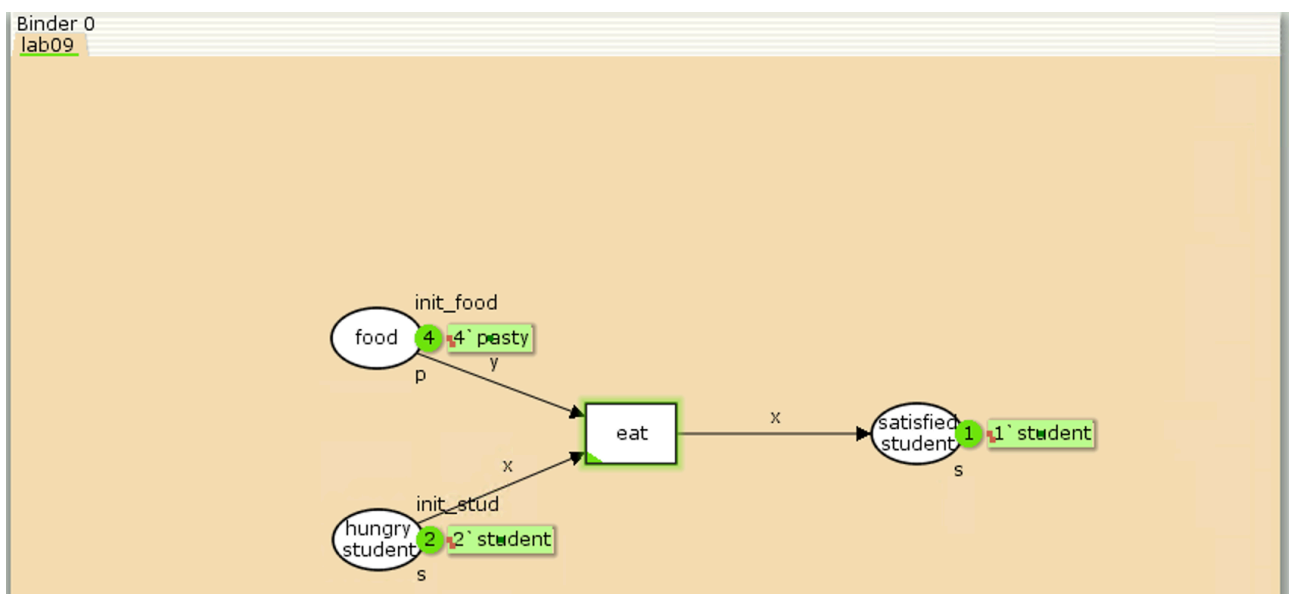 Binder 0
lab09
init_food
food
4
4`pasty
p
y
eat
x
satisfied
student
1
1`student
s
x
init_stud
hungry
student
2
2`student
s